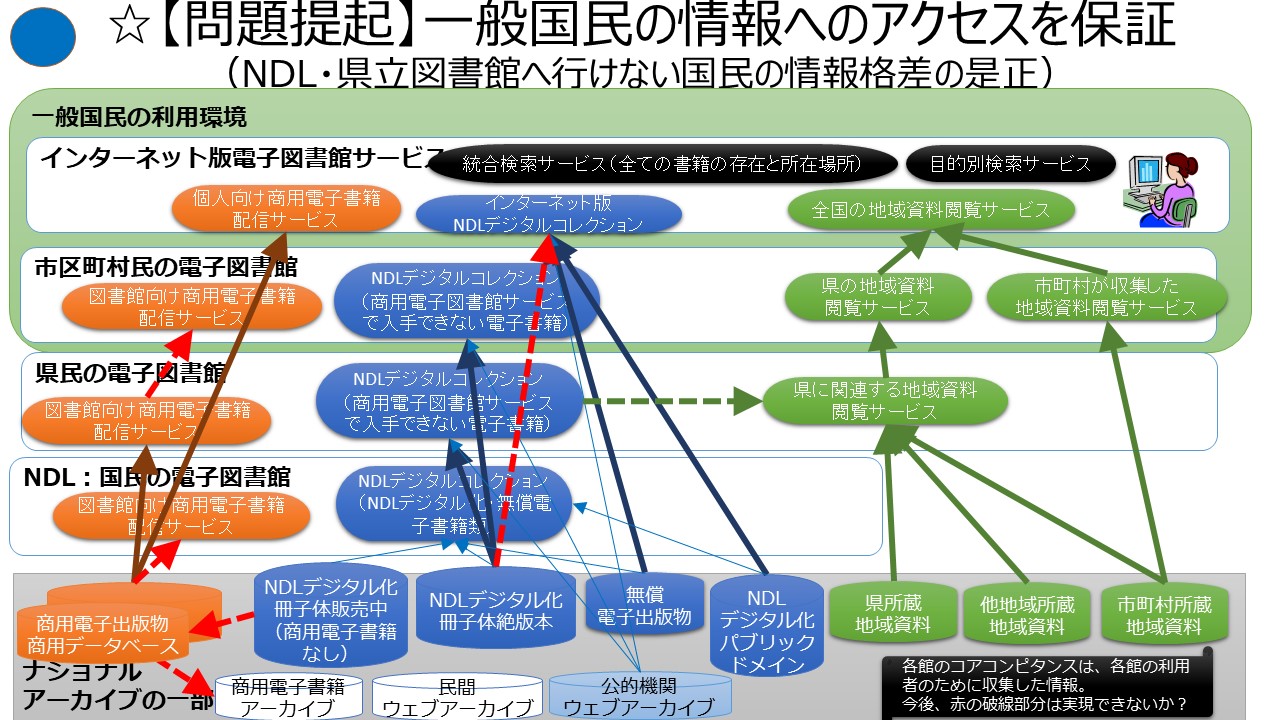 ☆【問題提起】一般国民の情報へのアクセスを保証
（NDL・県立図書館へ行けない国民の情報格差の是正）
一般国民の利用環境
インターネット版電子図書館サービス
統合検索サービス（全ての書籍の存在と所在場所）
目的別検索サービス
個人向け商用電子書籍
配信サービス
インターネット版
NDLデジタルコレクション
全国の地域資料閲覧サービス
市区町村民の電子図書館
図書館向け商用電子書籍
配信サービス
NDLデジタルコレクション
（商用電子図書館サービス
で入手できない電子書籍）
県の地域資料
閲覧サービス
市町村が収集した
地域資料閲覧サービス
県民の電子図書館
図書館向け商用電子書籍
配信サービス
NDLデジタルコレクション
（商用電子図書館サービス
で入手できない電子書籍）
県に関連する地域資料
閲覧サービス
NDL：国民の電子図書館
図書館向け商用電子書籍
配信サービス
NDLデジタルコレクション
（NDLデジタル化・無償電
子書籍類）
商用電子出版物
商用データベース
NDLデジタル化
冊子体販売中
（商用電子書籍
なし）
NDLデジタル化
冊子体絶版本
無償
電子出版物
NDL
デジタル化
パブリック
ドメイン
県所蔵
地域資料
他地域所蔵
地域資料
市町村所蔵
地域資料
ナショナル
アーカイブの一部
商用電子書籍
アーカイブ
民間
ウェブアーカイブ
公的機関
ウェブアーカイブ
各館のコアコンピタンスは、各館の利用
者のために収集した情報。
今後、赤の破線部分は実現できないか？